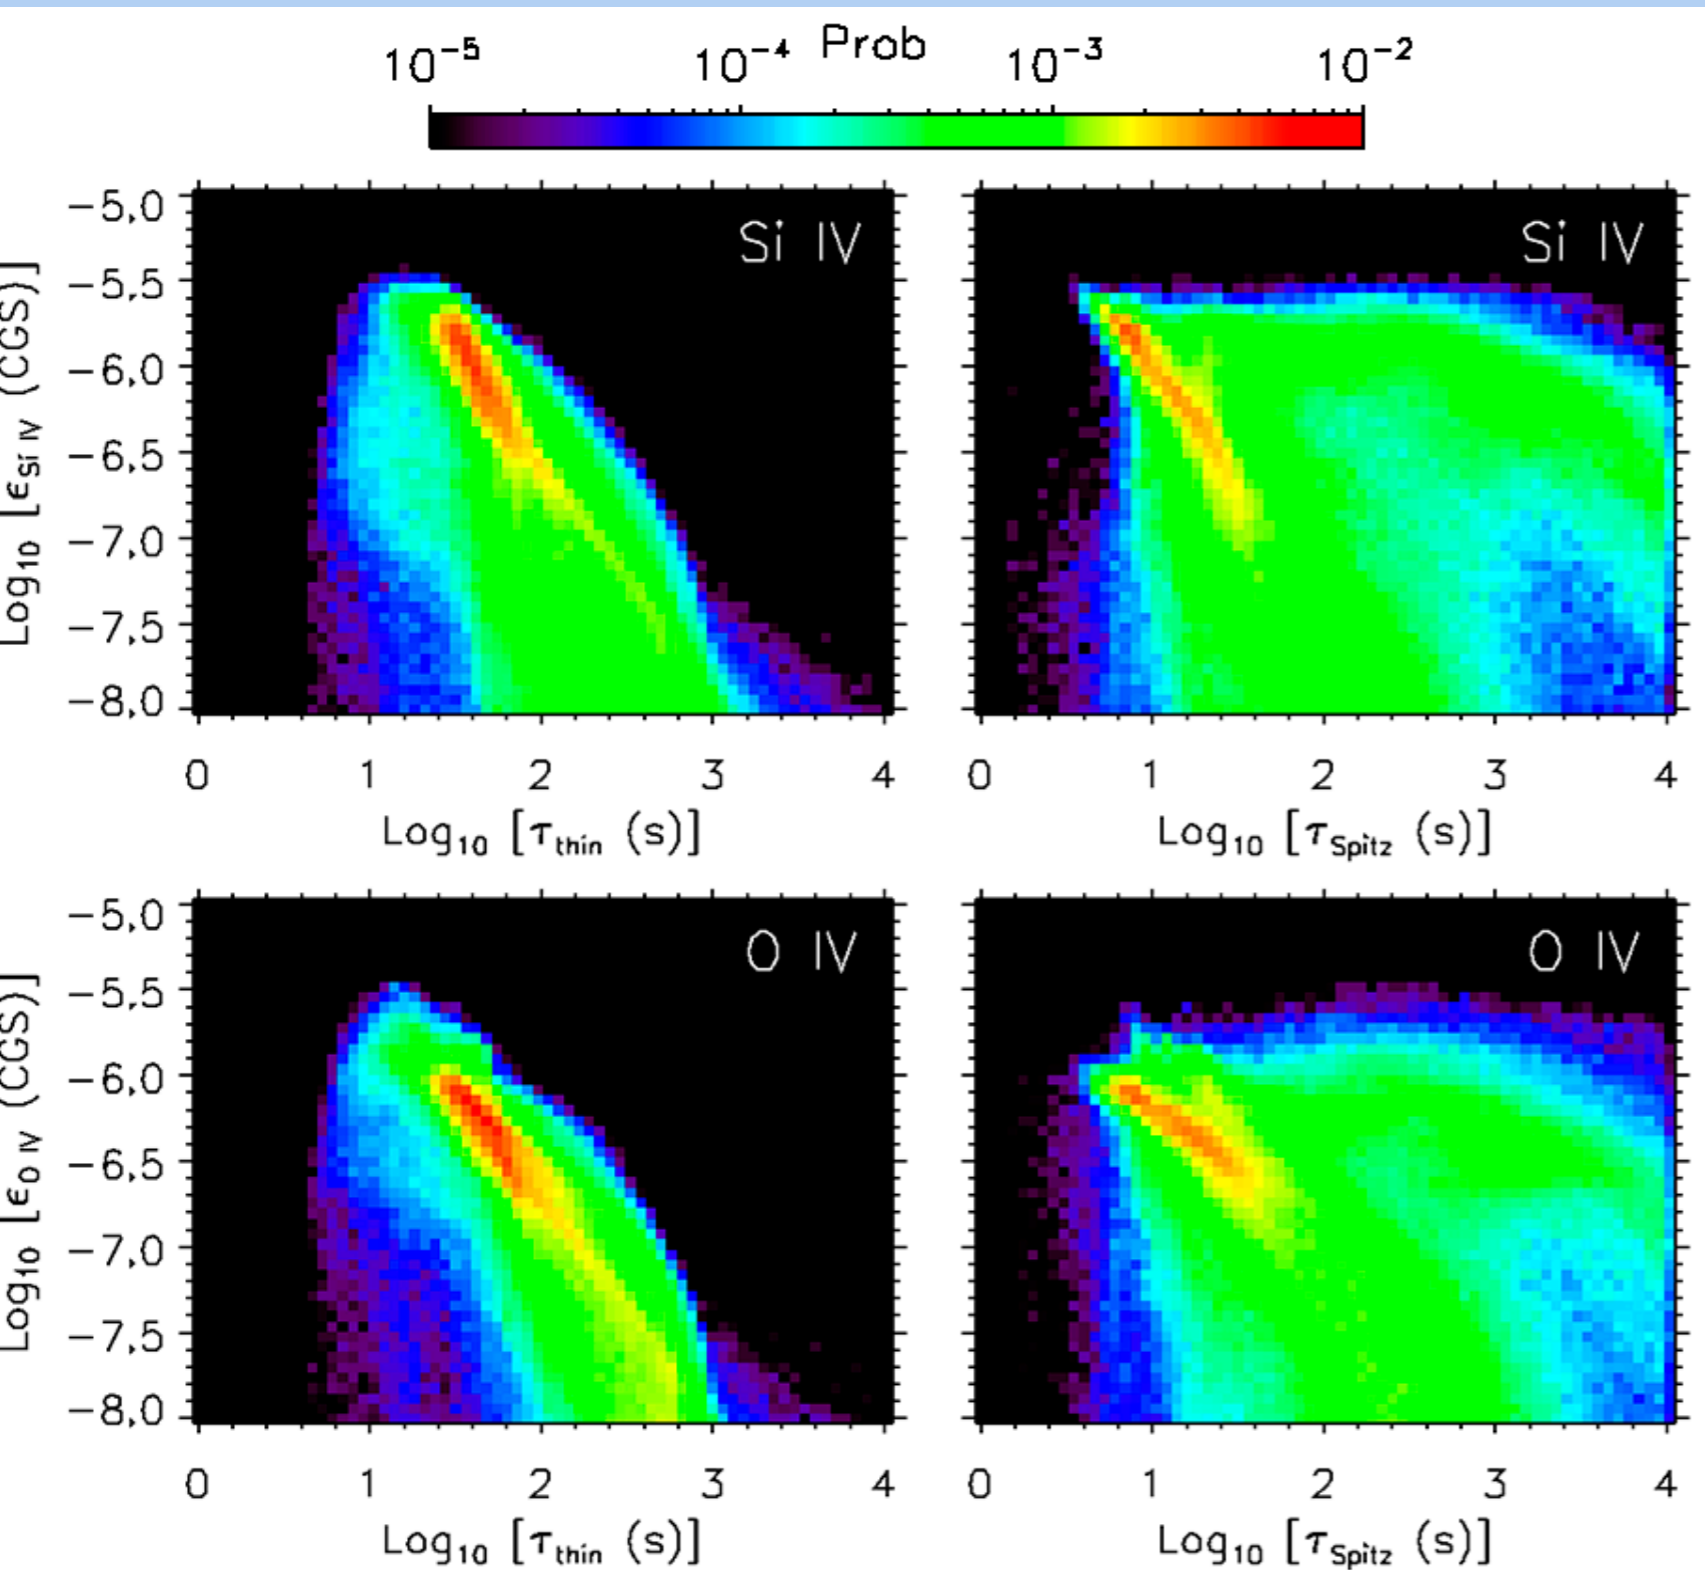 Prob
10⁻⁵ 10⁻⁴ 10⁻³ 10⁻²
Si IV
-5,0
-5,5
-6,0
-6,5
-7,0
-7,5
-8,0
Log₁₀ [ϵSi IV (CGS)]
0 1 2 3 4
Log₁₀ [τthin (s)]
Si IV
0 1 2 3 4
Log₁₀ [τSpitz (s)]
O IV
-5,0
-5,5
-6,0
-6,5
-7,0
-7,5
-8,0
Log₁₀ [ϵO IV (CGS)]
0 1 2 3 4
Log₁₀ [τthin (s)]
O IV
0 1 2 3 4
Log₁₀ [τSpitz (s)]